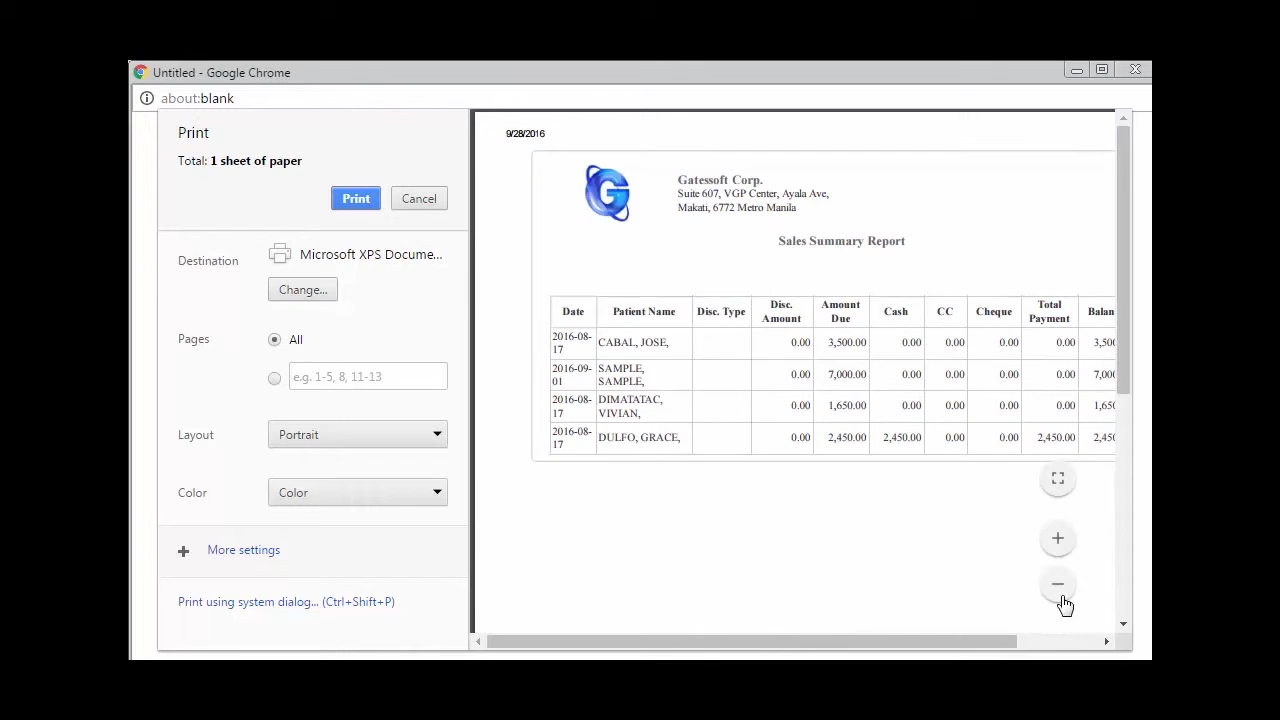 Untitled - Google Chrome
about:blank
Print
Total: 1 sheet of paper
Print Cancel
Destination Microsoft XPS Docume...
Change...
Pages All
e.g. 1-5, 8, 11-13
Layout Portrait
Color Color
More settings
Print using system dialog... (Ctrl+Shift+P)
9/28/2016
G
Gatessoft Corp.
Suite 607, VGP Center, Ayala Ave,
Makati, 6772 Metro Manila
Sales Summary Report
Date Patient Name Disc. Type Disc. Amount Amount Due Cash CC Cheque Total Payment Balan
2016-08-17 CABAL, JOSE, 0.00 3,500.00 0.00 0.00 0.00 0.00 3,500
2016-09-01 SAMPLE, SAMPLE, 0.00 7,000.00 0.00 0.00 0.00 0.00 7,000
2016-08-17 DIMATATAC, VIVIAN, 0.00 1,650.00 0.00 0.00 0.00 0.00 1,650
2016-08-17 DULFO, GRACE, 0.00 2,450.00 2,450.00 0.00 0.00 2,450.00 2,450